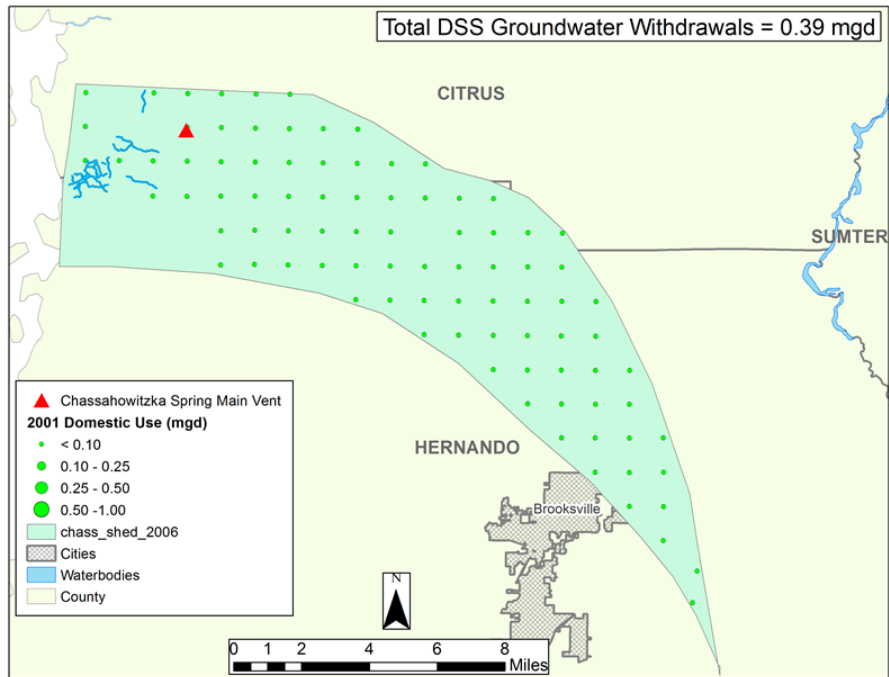 Total DSS Groundwater Withdrawals = 0.39 mgd
CITRUS
SUMTER
HERNANDO
Brooksville
Chassahowitzka Spring Main Vent
2001 Domestic Use (mgd)
< 0.10
0.10 - 0.25
0.25 - 0.50
0.50 -1.00
chass_shed_2006
Cities
Waterbodies
County
N
0 1 2 4 6 8
Miles